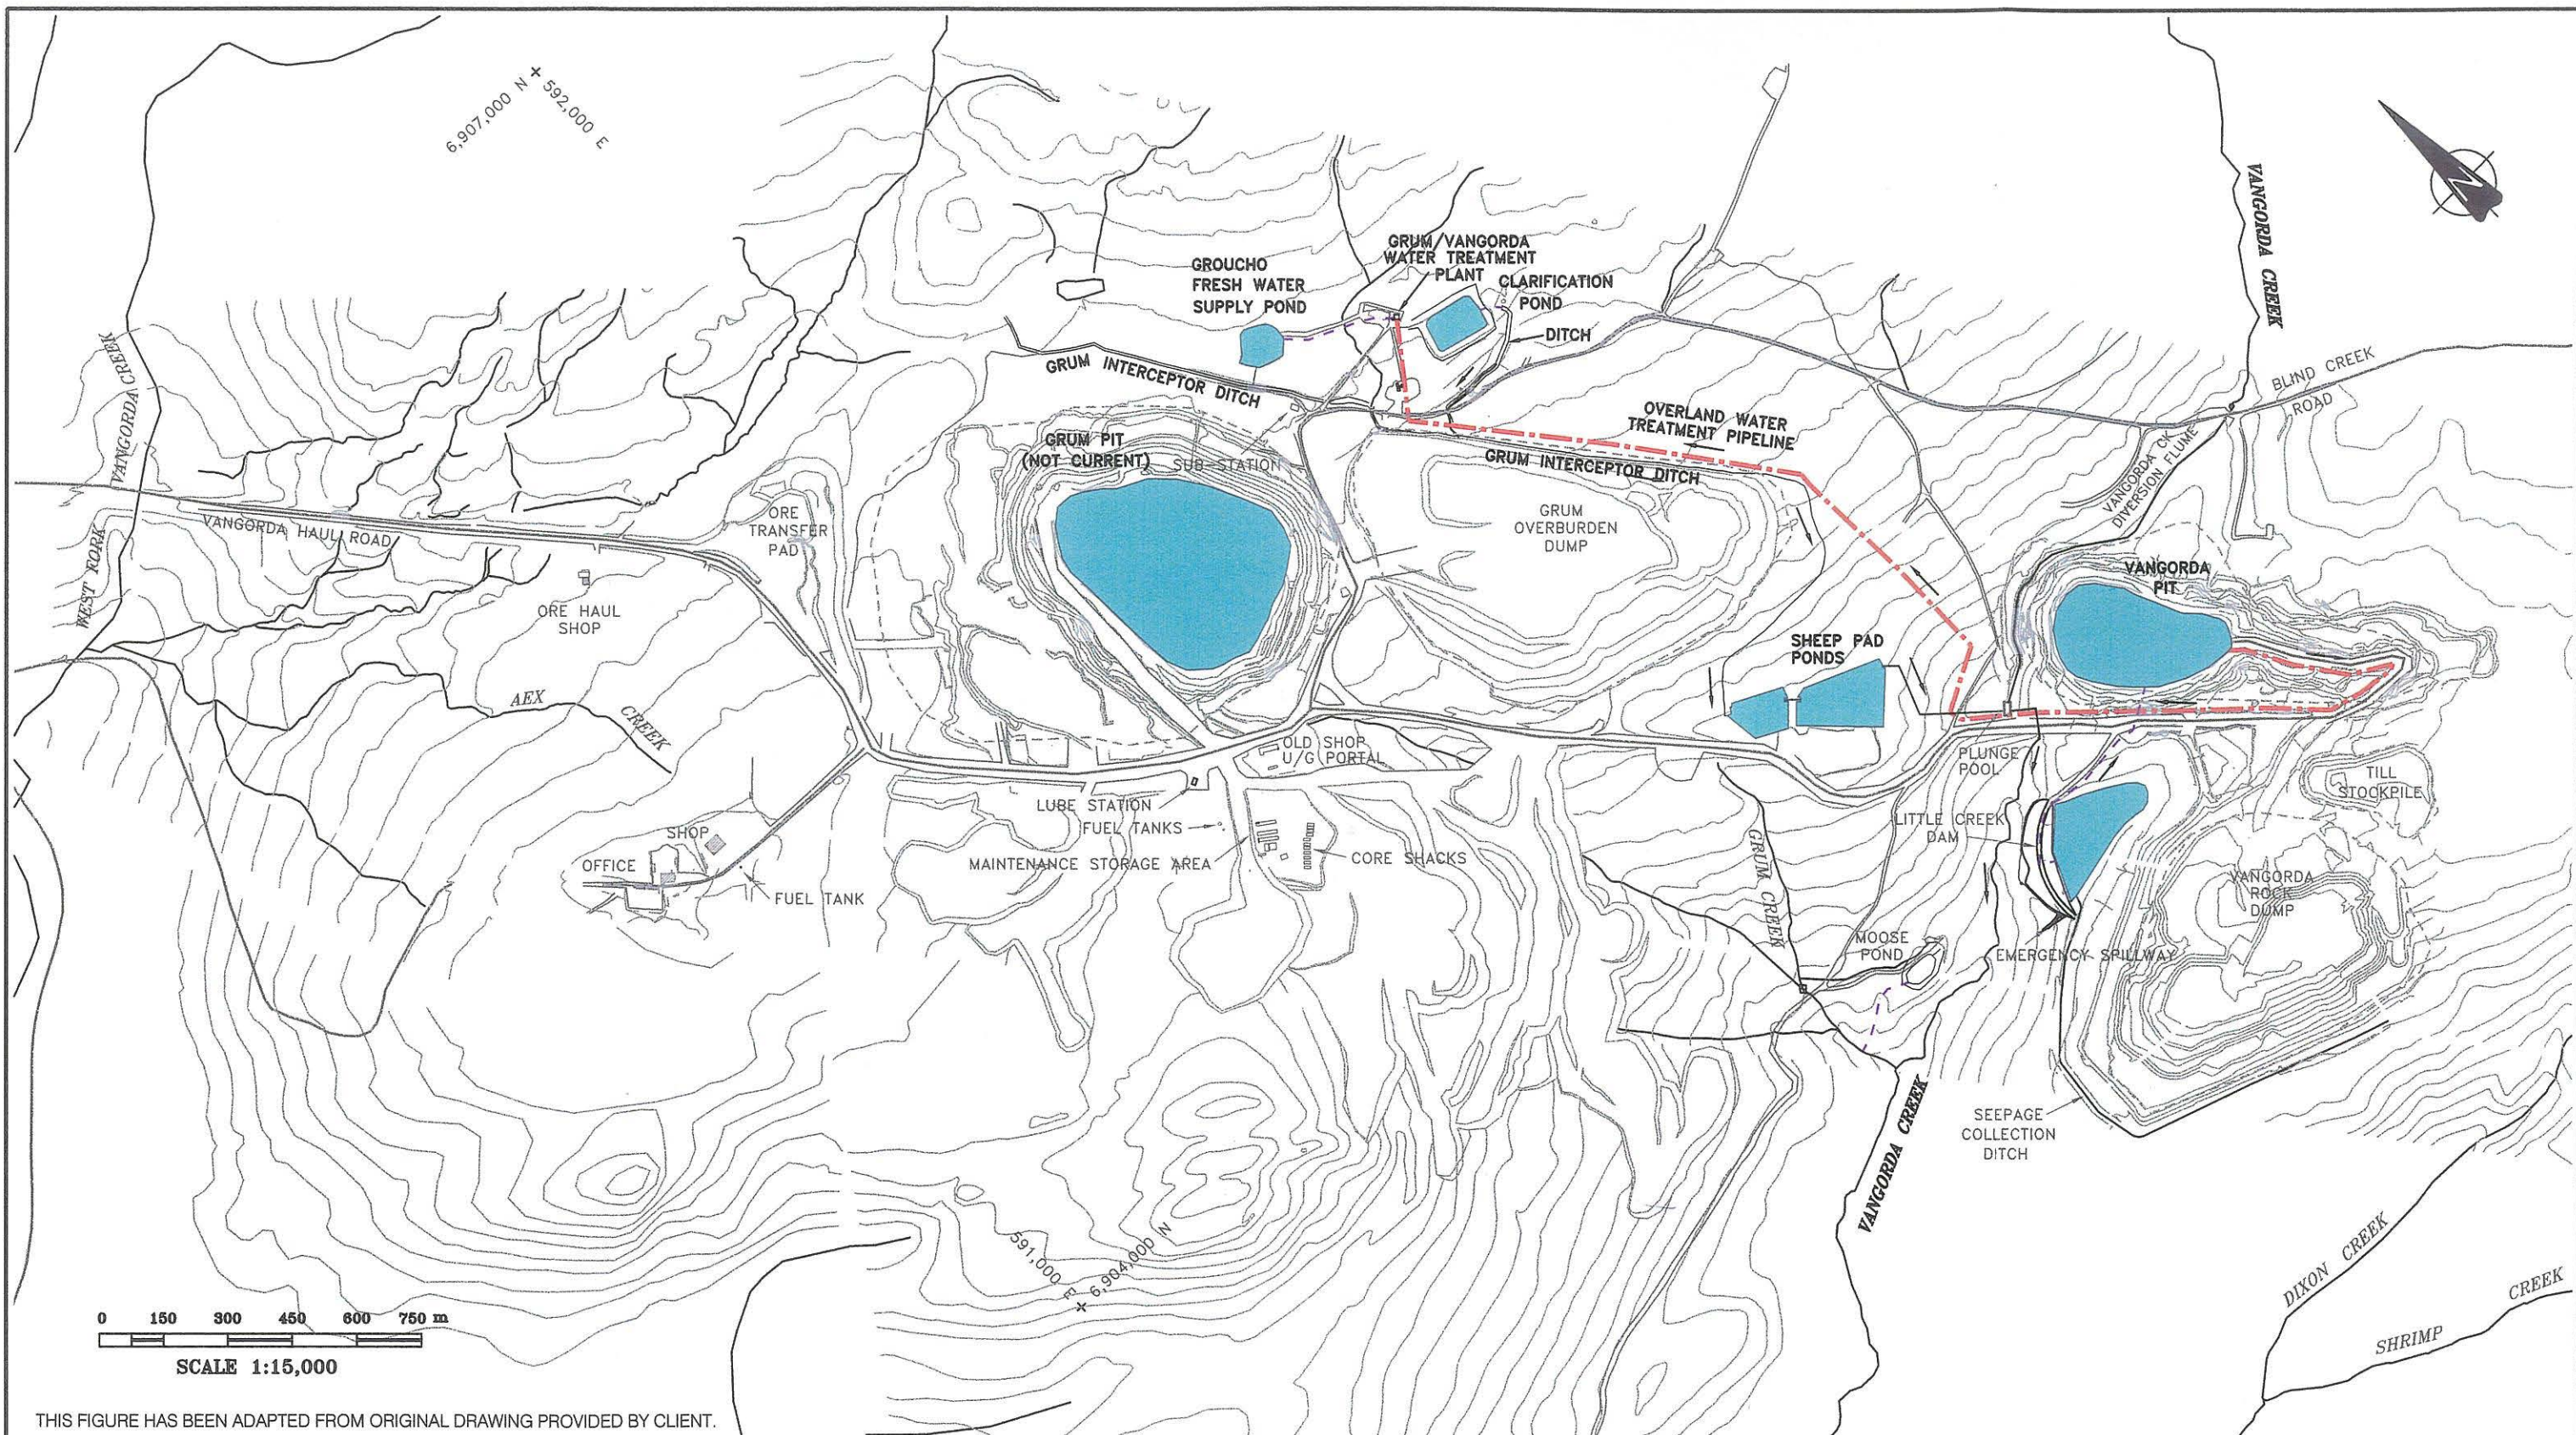 6,907,000 N
592,000 E
VANGORDA CREEK
GRUM/VANGORDA
WATER TREATMENT
PLANT
GROUCHO
FRESH WATER
SUPPLY POND
CLARIFICATION
POND
DITCH
N
VANGORDA CREEK
GRUM INTERCEPTOR DITCH
BLIND CREEK
ROAD
OVERLAND WATER
TREATMENT PIPELINE
GRUM PIT
(NOT CURRENT)
SUB-STATION
GRUM INTERCEPTOR DITCH
VANGORDA CK
DIVERSION FLUME
ORE
TRANSFER
PAD
VANGORDA HAUL ROAD
GRUM
OVERBURDEN
DUMP
WEST FORK
VANGORDA
PIT
ORE HAUL
SHOP
SHEEP PAD
PONDS
AEX
CREEK
OLD SHOP
U/G PORTAL
PLUNGE
POOL
TILL
STOCKPILE
LUBE STATION
FUEL TANKS
MAINTENANCE STORAGE AREA
CORE SHACKS
SHOP
OFFICE
FUEL TANK
LITTLE CREEK
DAM
GRUM CREEK
VANGORDA
ROCK
DUMP
MOOSE
POND
EMERGENCY SPILLWAY
SEEPAGE
COLLECTION
DITCH
VANGORDA CREEK
591,000 E
6,904,000 N
DIXON CREEK
SHRIMP
CREEK
0 150 300 450 600 750 m
SCALE 1:15,000
THIS FIGURE HAS BEEN ADAPTED FROM ORIGINAL DRAWING PROVIDED BY CLIENT.